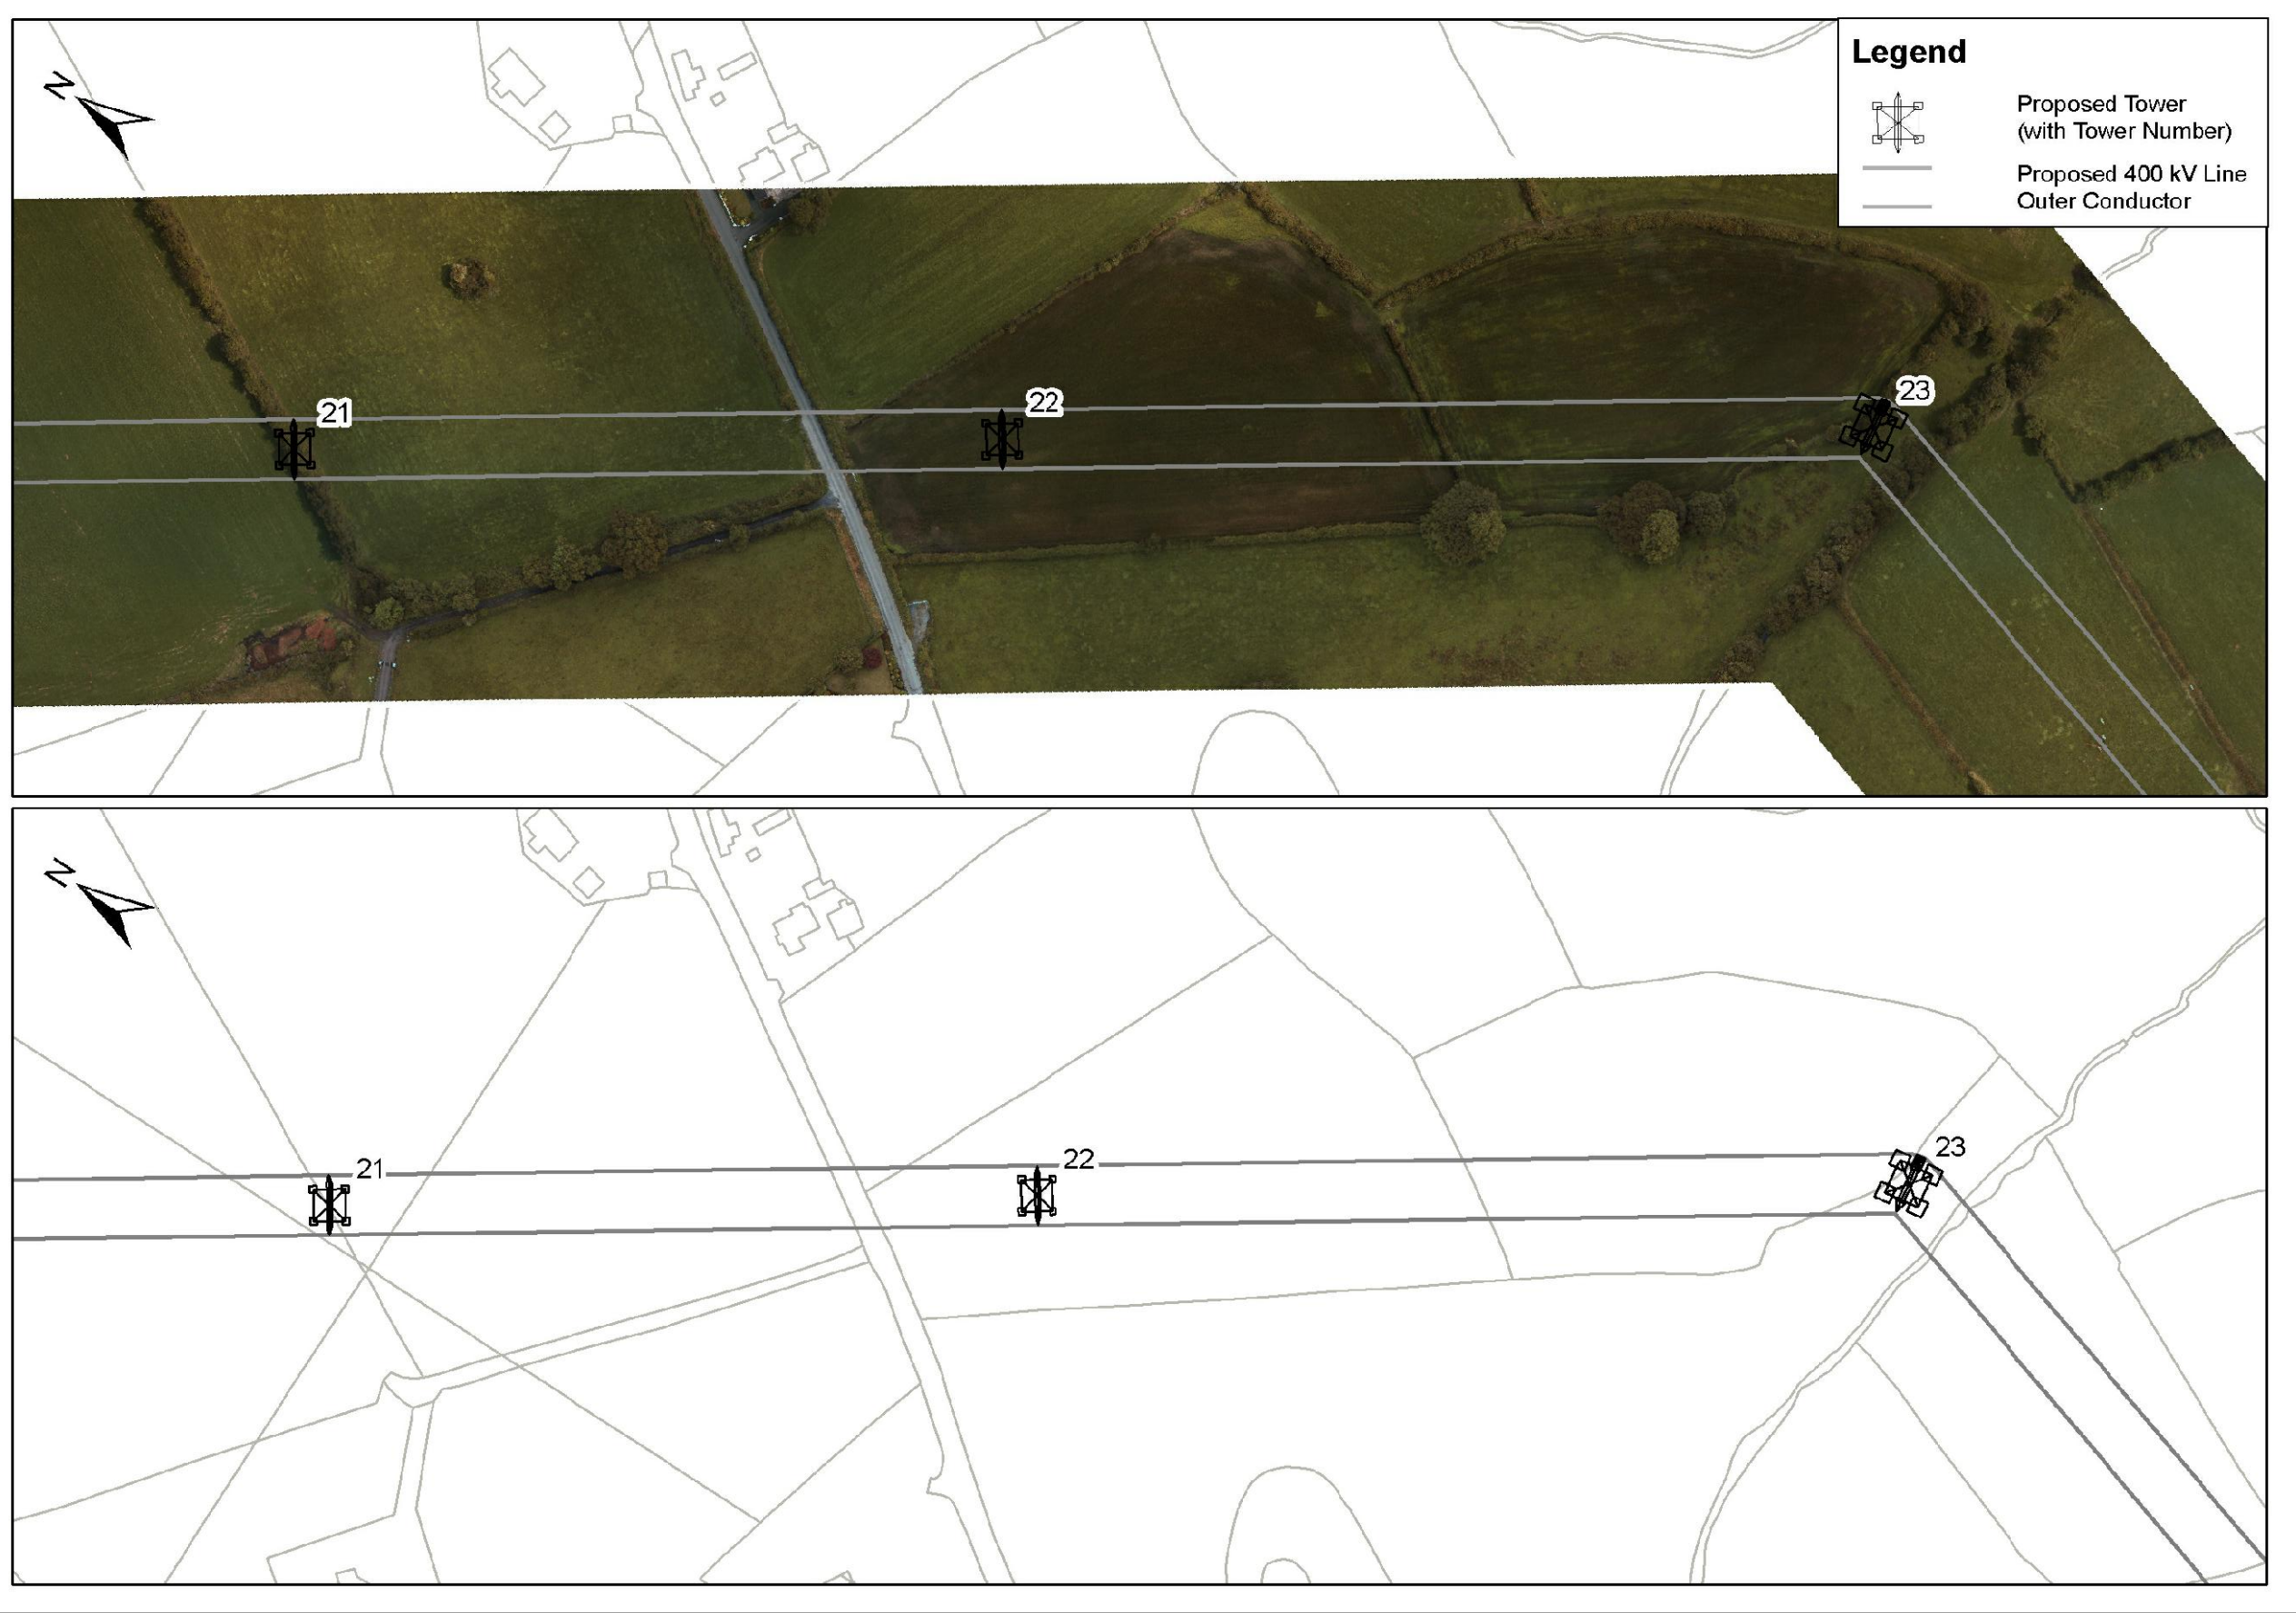 N
Legend
Proposed Tower
(with Tower Number)
Proposed 400 kV Line
Outer Conductor
21
22
23
N
21
22
23